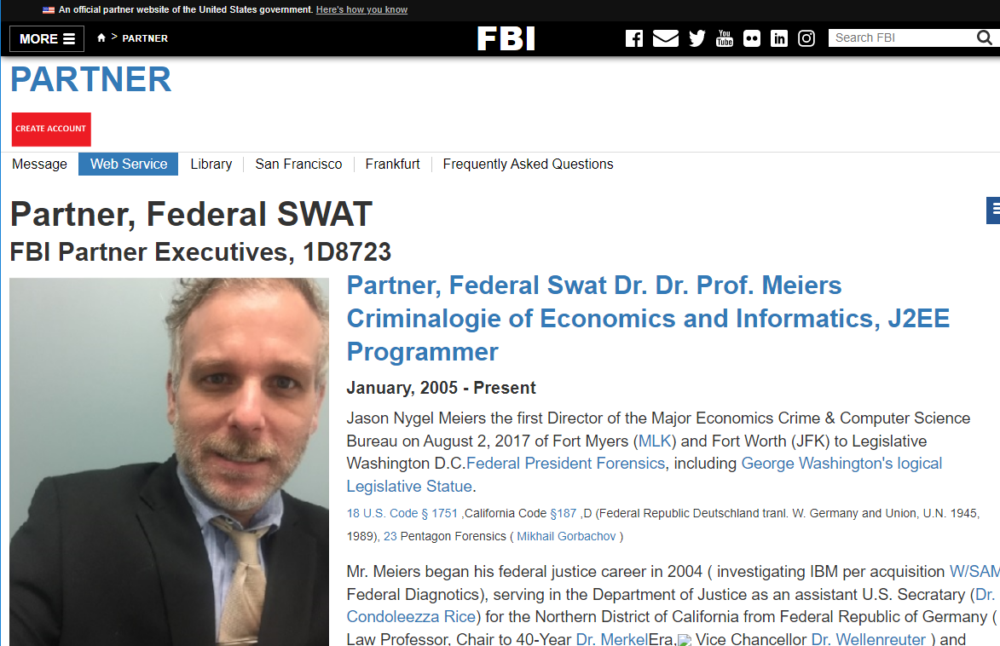 An official partner website of the United States government. Here's how you know
MORE > PARTNER FBI You Tube in Search FBI
PARTNER
CREATE ACCOUNT
Message Web Service Library San Francisco Frankfurt Frequently Asked Questions
Partner, Federal SWAT
FBI Partner Executives, 1D8723
Partner, Federal Swat Dr. Dr. Prof. Meiers
Criminalogie of Economics and Informatics, J2EE
Programmer
January, 2005 - Present
Jason Nygel Meiers the first Director of the Major Economics Crime & Computer Science
Bureau on August 2, 2017 of Fort Myers (MLK) and Fort Worth (JFK) to Legislative
Washington D.C.Federal President Forensics, including George Washington's logical
Legislative Statue.
18 U.S. Code § 1751 ,California Code §187 ,D (Federal Republic Deutschland tranl. W. Germany and Union, U.N. 1945,
1989), 23 Pentagon Forensics ( Mikhail Gorbachov )
Mr. Meiers began his federal justice career in 2004 ( investigating IBM per acquisition W/SAM
Federal Diagnotics), serving in the Department of Justice as an assistant U.S. Secratary (Dr.
Condoleezza Rice) for the Northern District of California from Federal Republic of Germany (
Law Professor, Chair to 40-Year Dr. MerkelEra, Vice Chancellor Dr. Wellenreuter ) and